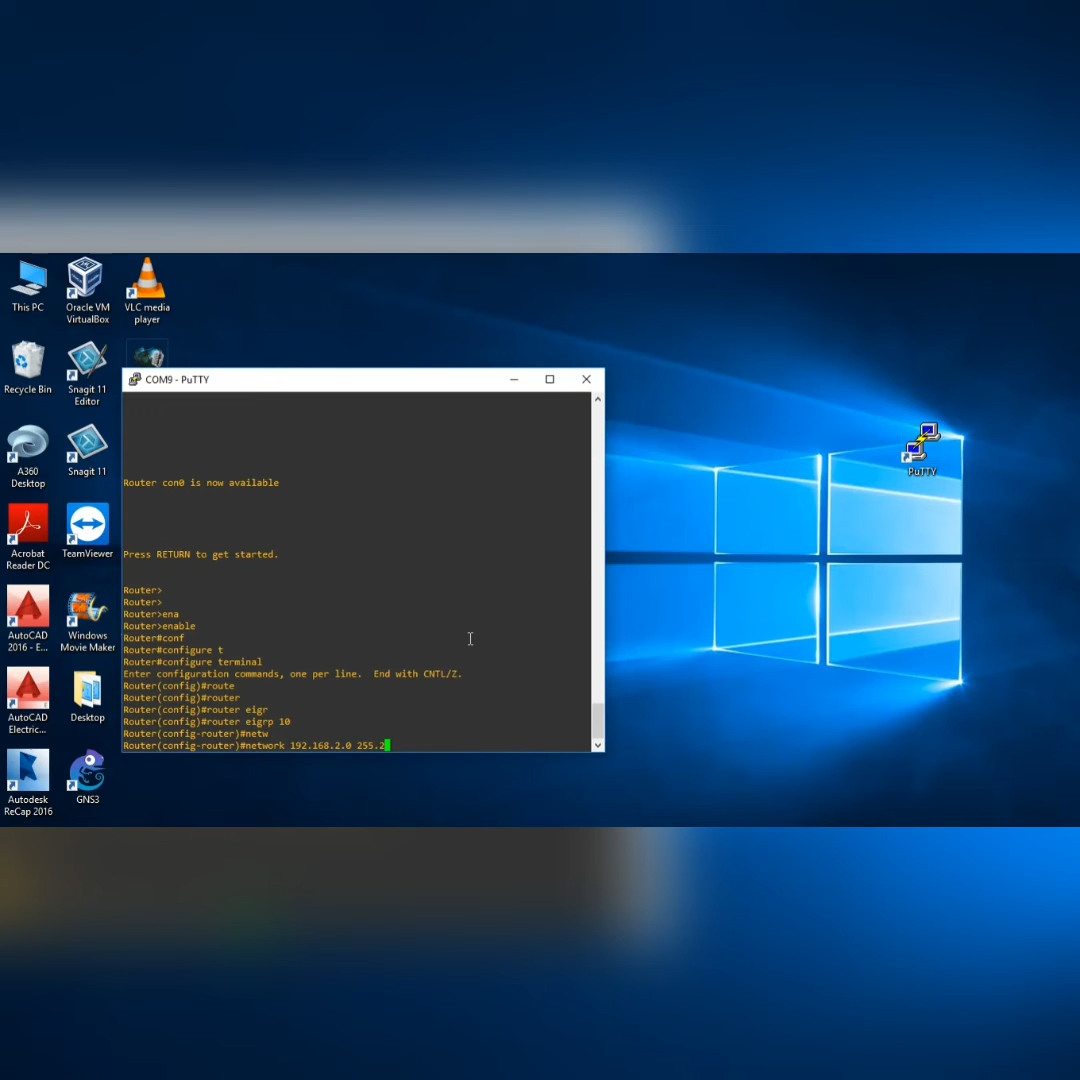 This PC
Oracle VM
VirtualBox
VLC media
player
Recycle Bin
Snagit 11
Editor
A360
Desktop
Snagit 11
Acrobat
Reader DC
TeamViewer
AutoCAD
2016 - E...
Windows
Movie Maker
AutoCAD
Electric...
Desktop
Autodesk
ReCap 2016
GNS3
COM9 - PuTTY
Router con0 is now available
Press RETURN to get started.
Router>
Router>
Router>ena
Router>enable
Router#conf
Router#configure t
Router#configure terminal
Enter configuration commands, one per line.  End with CNTL/Z.
Router(config)#route
Router(config)#router
Router(config)#router eigr
Router(config)#router eigrp 10
Router(config-router)#netw
Router(config-router)#network 192.168.2.0 255.2
PuTTY